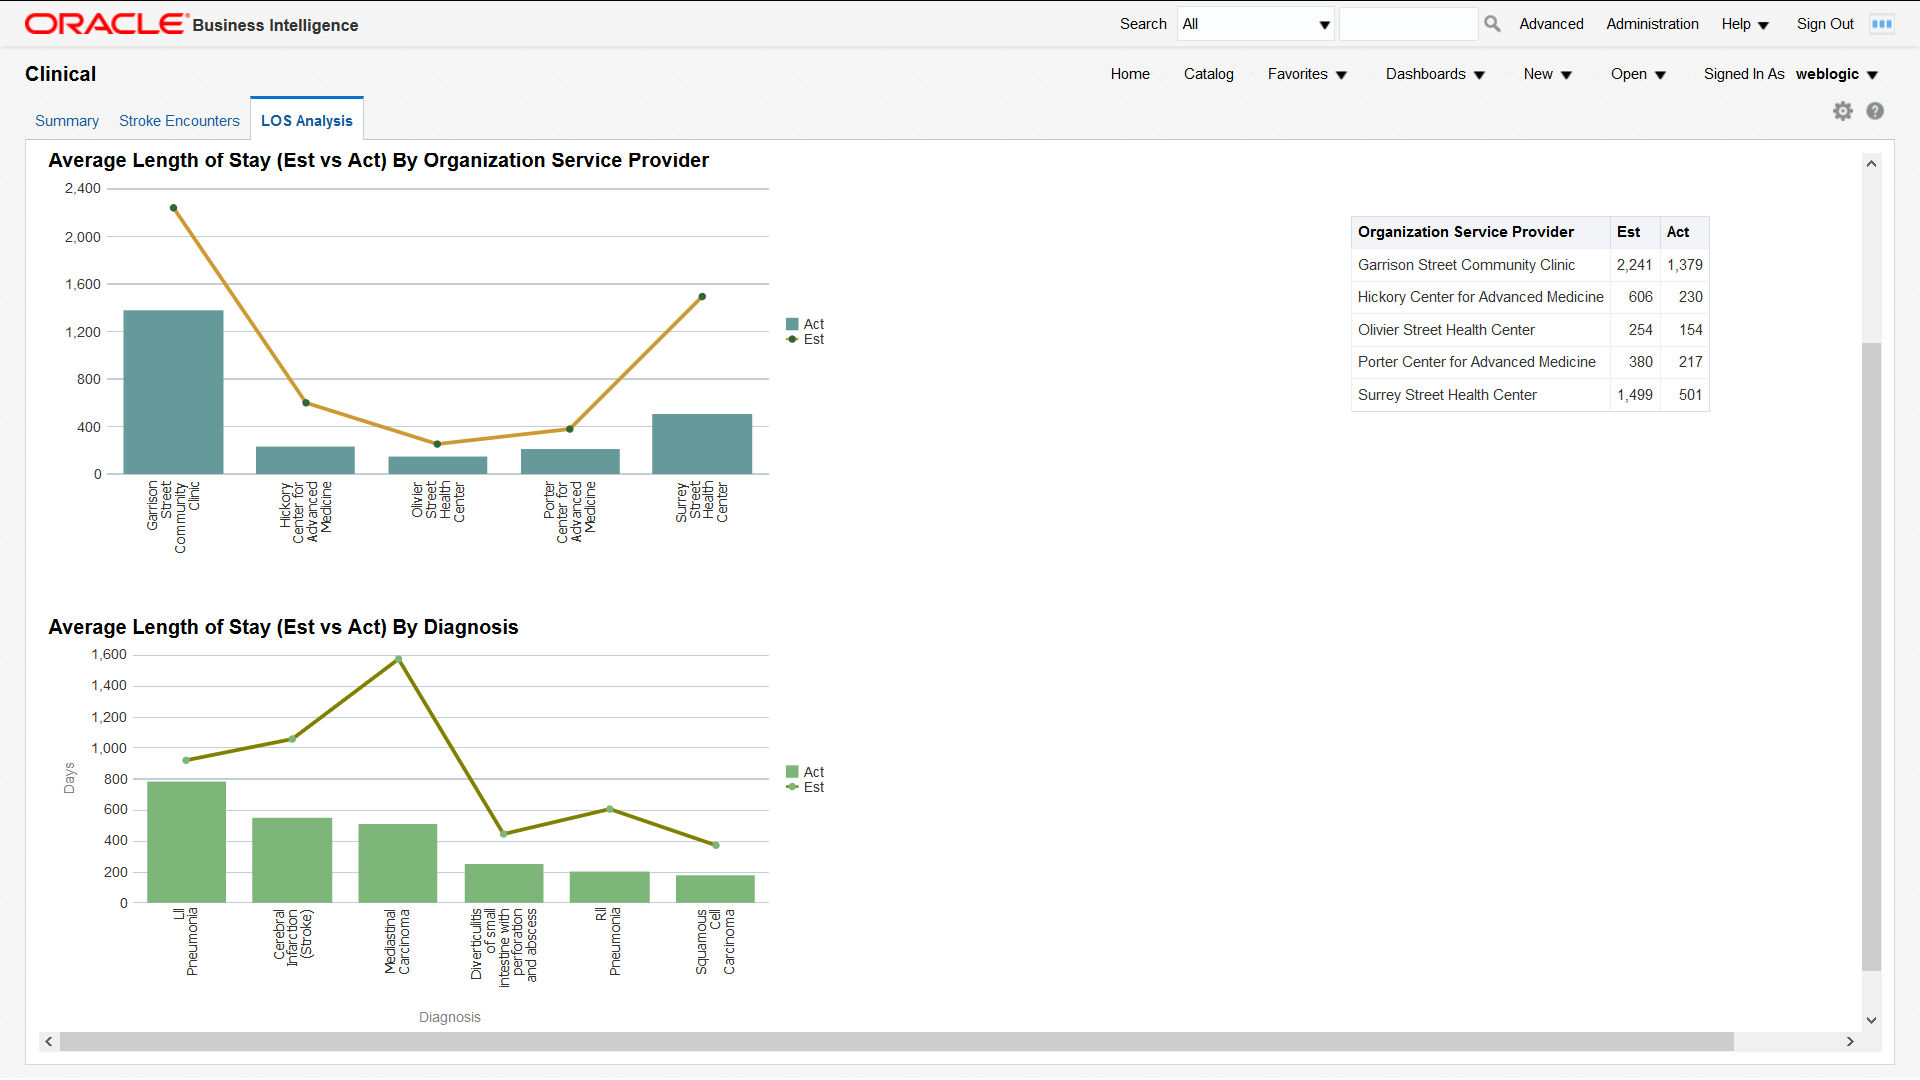 ORACLE Business Intelligence
Search All Advanced Administration Help Sign Out
Clinical
Home Catalog Favorites Dashboards New Open Signed In As weblogic
Summary Stroke Encounters LOS Analysis
Average Length of Stay (Est vs Act) By Organization Service Provider
2,400
2,000
1,600
1,200
800
400
0
Garrison
Street
Community
Clinic
Hickory
Center for
Advanced
Medicine
Olivier
Street
Health
Center
Porter
Center for
Advanced
Medicine
Surrey
Street
Health
Center
Act
Est
Organization Service Provider Est Act
Garrison Street Community Clinic 2,241 1,379
Hickory Center for Advanced Medicine 606 230
Olivier Street Health Center 254 154
Porter Center for Advanced Medicine 380 217
Surrey Street Health Center 1,499 501
Average Length of Stay (Est vs Act) By Diagnosis
1,600
1,400
1,200
1,000
800
600
400
200
0
Days
Lll
Pneumonia
Cerebral
Infarction
(Stroke)
Mediastinal
Carcinoma
Diverticulitis
of small
intestine with
perforation
and abscess
Rll
Pneumonia
Squamous
Cell
Carcinoma
Act
Est
Diagnosis